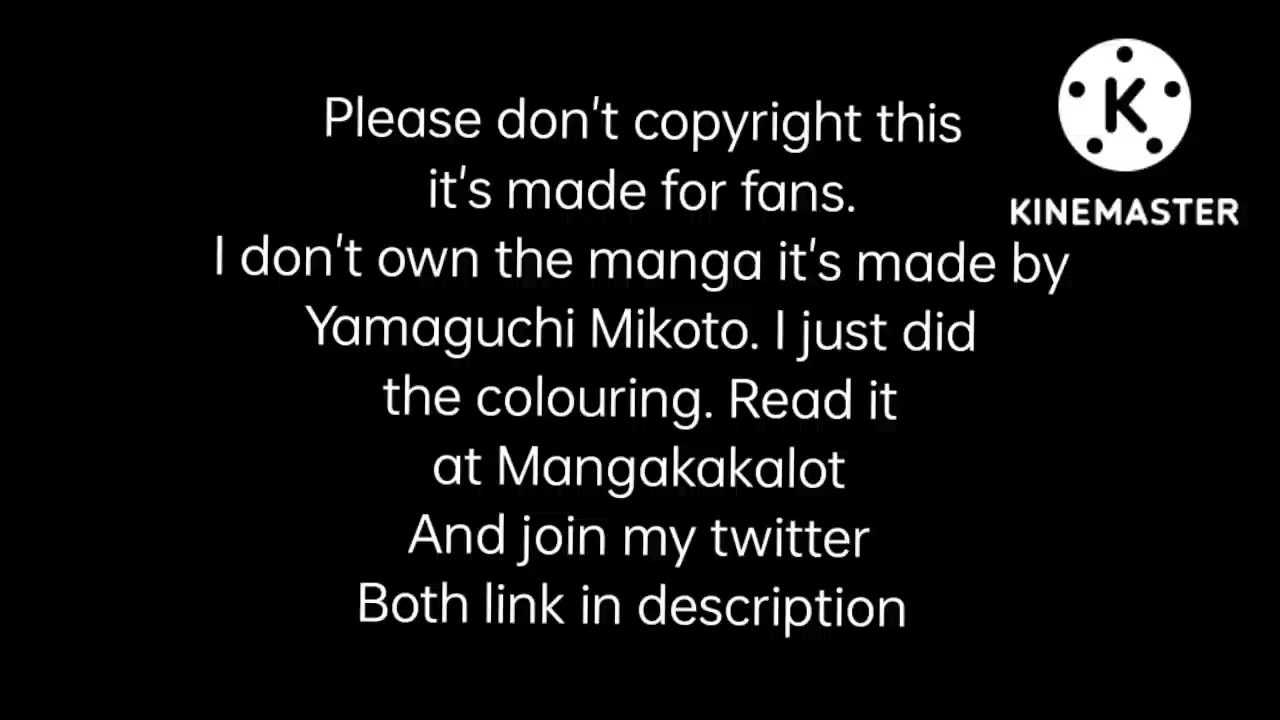 Please don't copyright this
it's made for fans.
I don't own the manga it's made by
Yamaguchi Mikoto. I just did
the colouring. Read it
at Mangakakalot
And join my twitter
Both link in description
K
KINEMASTER